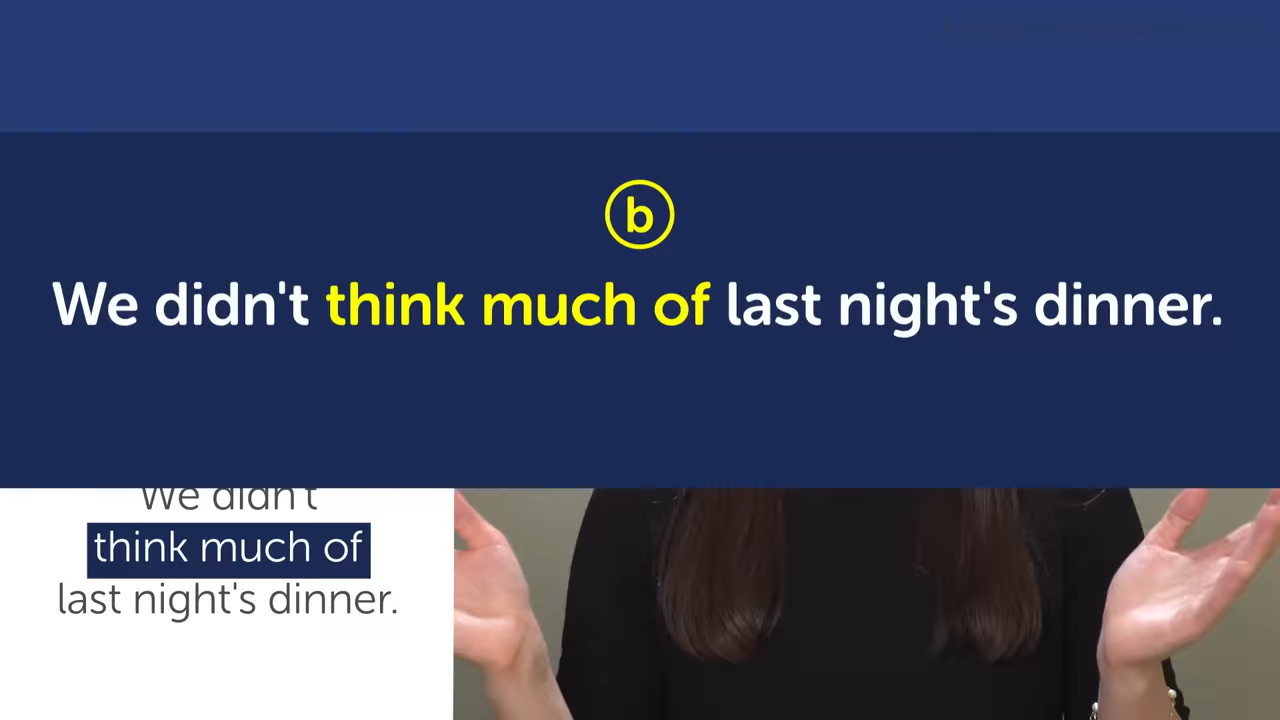 b
We didn't think much of last night's dinner.
We didn't
think much of
last night's dinner.